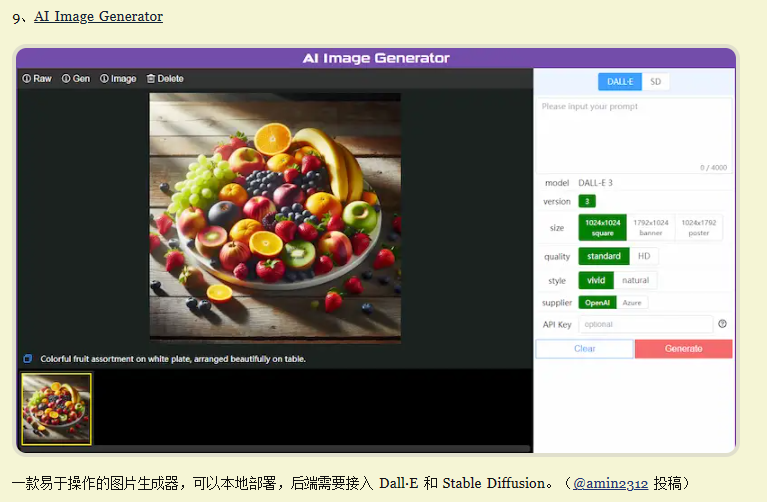 9、AI Image Generator
AI Image Generator
Raw Gen Image Delete
DALL·E SD
Please input your prompt
0 / 4000
model DALL-E 3
version 3
size 1024x1024 square 1792x1024 banner 1024x1792 poster
quality standard HD
style vivid natural
supplier OpenAI Azure
API Key optional
Clear Generate
Colorful fruit assortment on white plate, arranged beautifully on table.
一款易于操作的图片生成器，可以本地部署，后端需要接入 Dall·E 和 Stable Diffusion。（@amin2312 投稿）